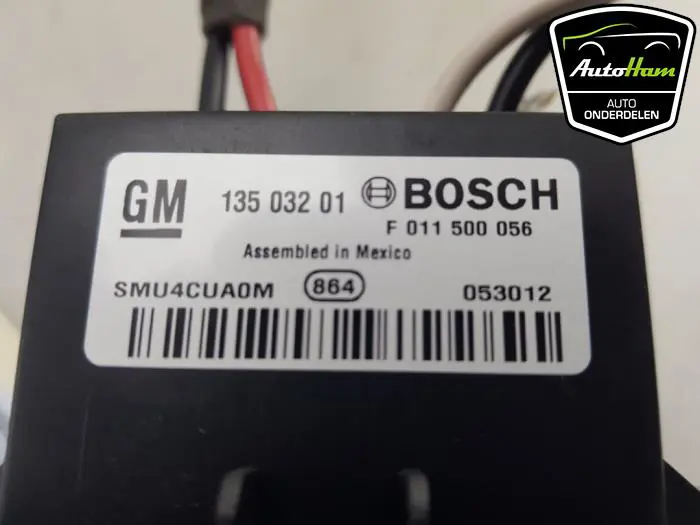 AutoHam
AUTO
ONDERDELEN
GM 135 032 01 BOSCH
F 011 500 056
Assembled in Mexico
SMU4CUA0M 864 053012